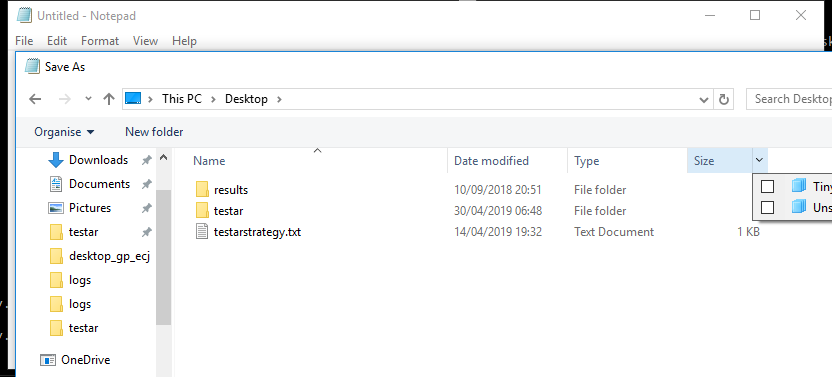 Untitled - Notepad
File Edit Format View Help
Save As
This PC Desktop
Search Desktop
Organise New folder
Name Date modified Type Size
Downloads
Documents
Pictures
testar
desktop_gp_ecj
logs
logs
testar
OneDrive
results 10/09/2018 20:51 File folder
testar 30/04/2019 06:48 File folder
testarstrategy.txt 14/04/2019 19:32 Text Document 1 KB
Tiny
Uns